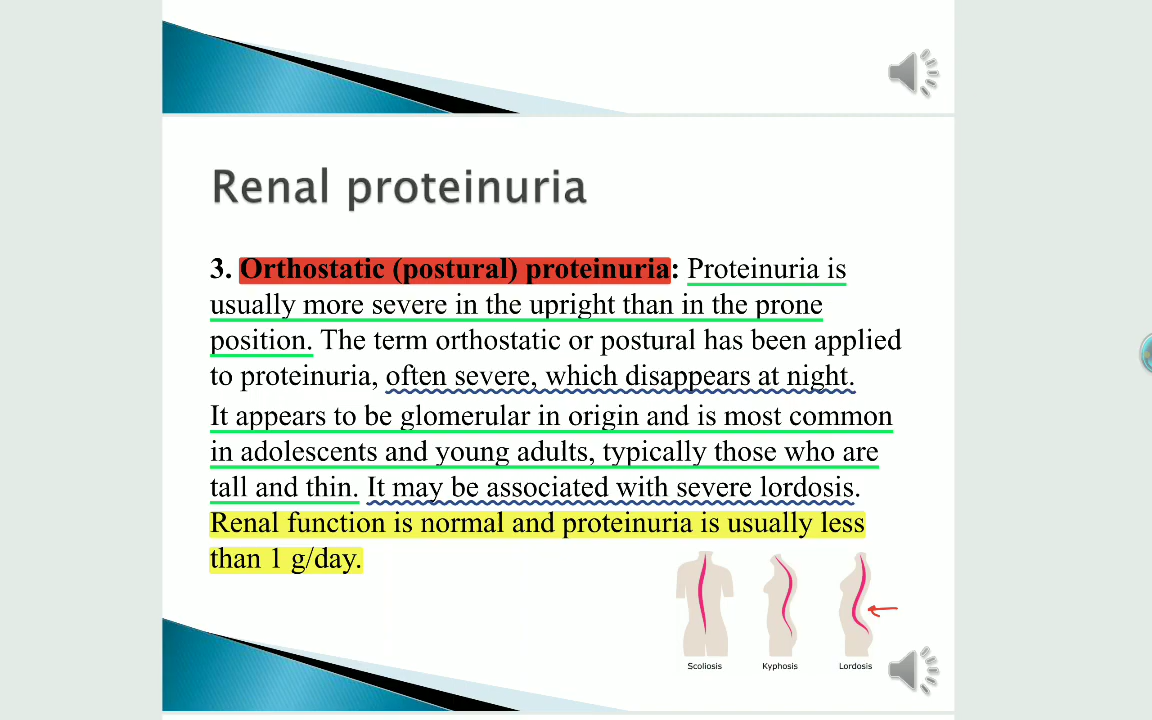 Renal proteinuria
3. Orthostatic (postural) proteinuria: Proteinuria is
usually more severe in the upright than in the prone
position. The term orthostatic or postural has been applied
to proteinuria, often severe, which disappears at night.
It appears to be glomerular in origin and is most common
in adolescents and young adults, typically those who are
tall and thin. It may be associated with severe lordosis.
Renal function is normal and proteinuria is usually less
than 1 g/day.
Scoliosis Kyphosis Lordosis